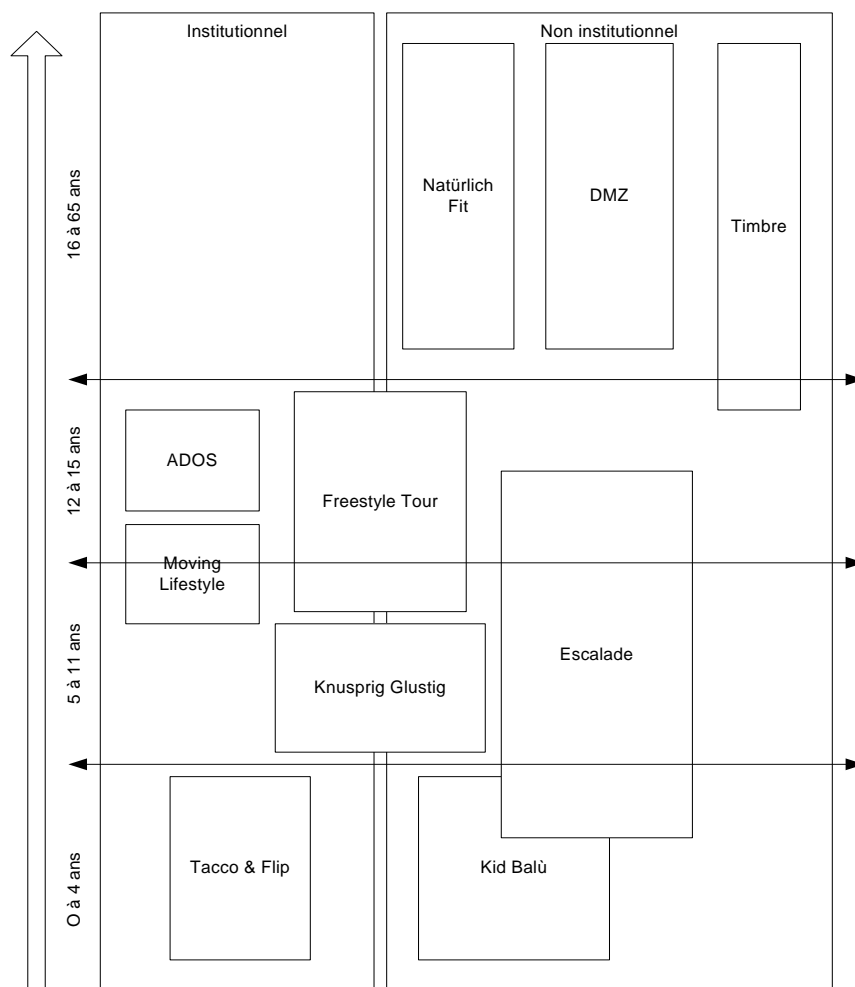 Institutionnel
Non institutionnel
16 à 65 ans
Natürlich
Fit
DMZ
Timbre
12 à 15 ans
ADOS
Freestyle Tour
Moving
Lifestyle
5 à 11 ans
Escalade
Knusprig Glustig
O à 4 ans
Tacco & Flip
Kid Balù